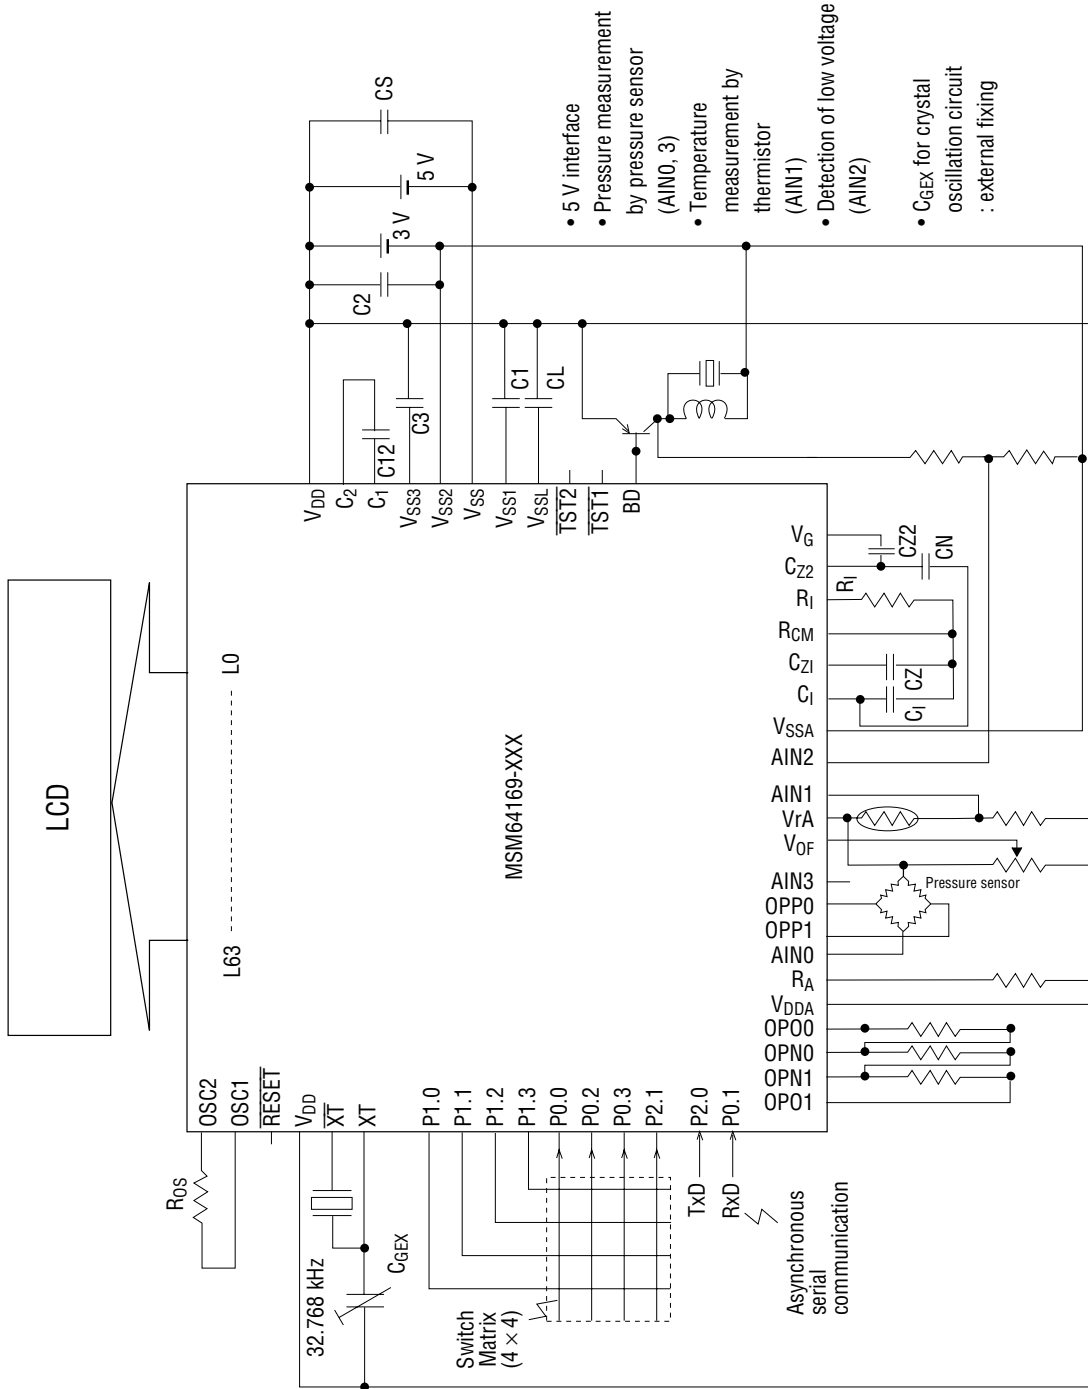 LCD
L63
L0
MSM64169-XXX
OSC2
OSC1
RESET
VDD
XT
XT
P1.0
P1.1
P1.2
P1.3
P0.0
P0.2
P0.3
P2.1
P2.0
P0.1
ROS
32.768 kHz
CGEX
Switch
Matrix
(4 × 4)
TxD
RxD
Asynchronous
serial
communication
VDD
C2
C1
VSS3
VSS2
VSS
VSS1
VSSL
TST2
TST1
BD
C12
C3
C2
3 V
5 V
CS
C1
CL
VG
CZ2
RI
RCM
CZI
CI
VSSA
AIN2
AIN1
VrA
VOF
AIN3
OPP0
OPP1
AIN0
RA
VDDA
OPO0
OPN0
OPN1
OPO1
CZ2
CN
RI
CZ
CI
Pressure sensor
• 5 V interface
• Pressure measurement
by pressure sensor
(AIN0, 3)
• Temperature
measurement by
thermistor
(AIN1)
• Detection of low voltage
(AIN2)
• CGEX for crystal
oscillation circuit
: external fixing